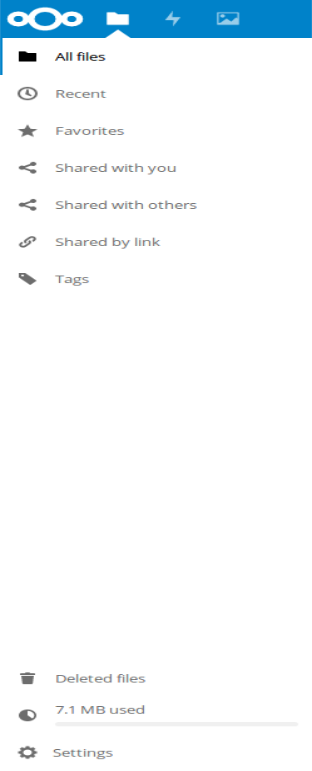 All files
Recent
Favorites
Shared with you
Shared with others
Shared by link
Tags
Deleted files
7.1 MB used
Settings